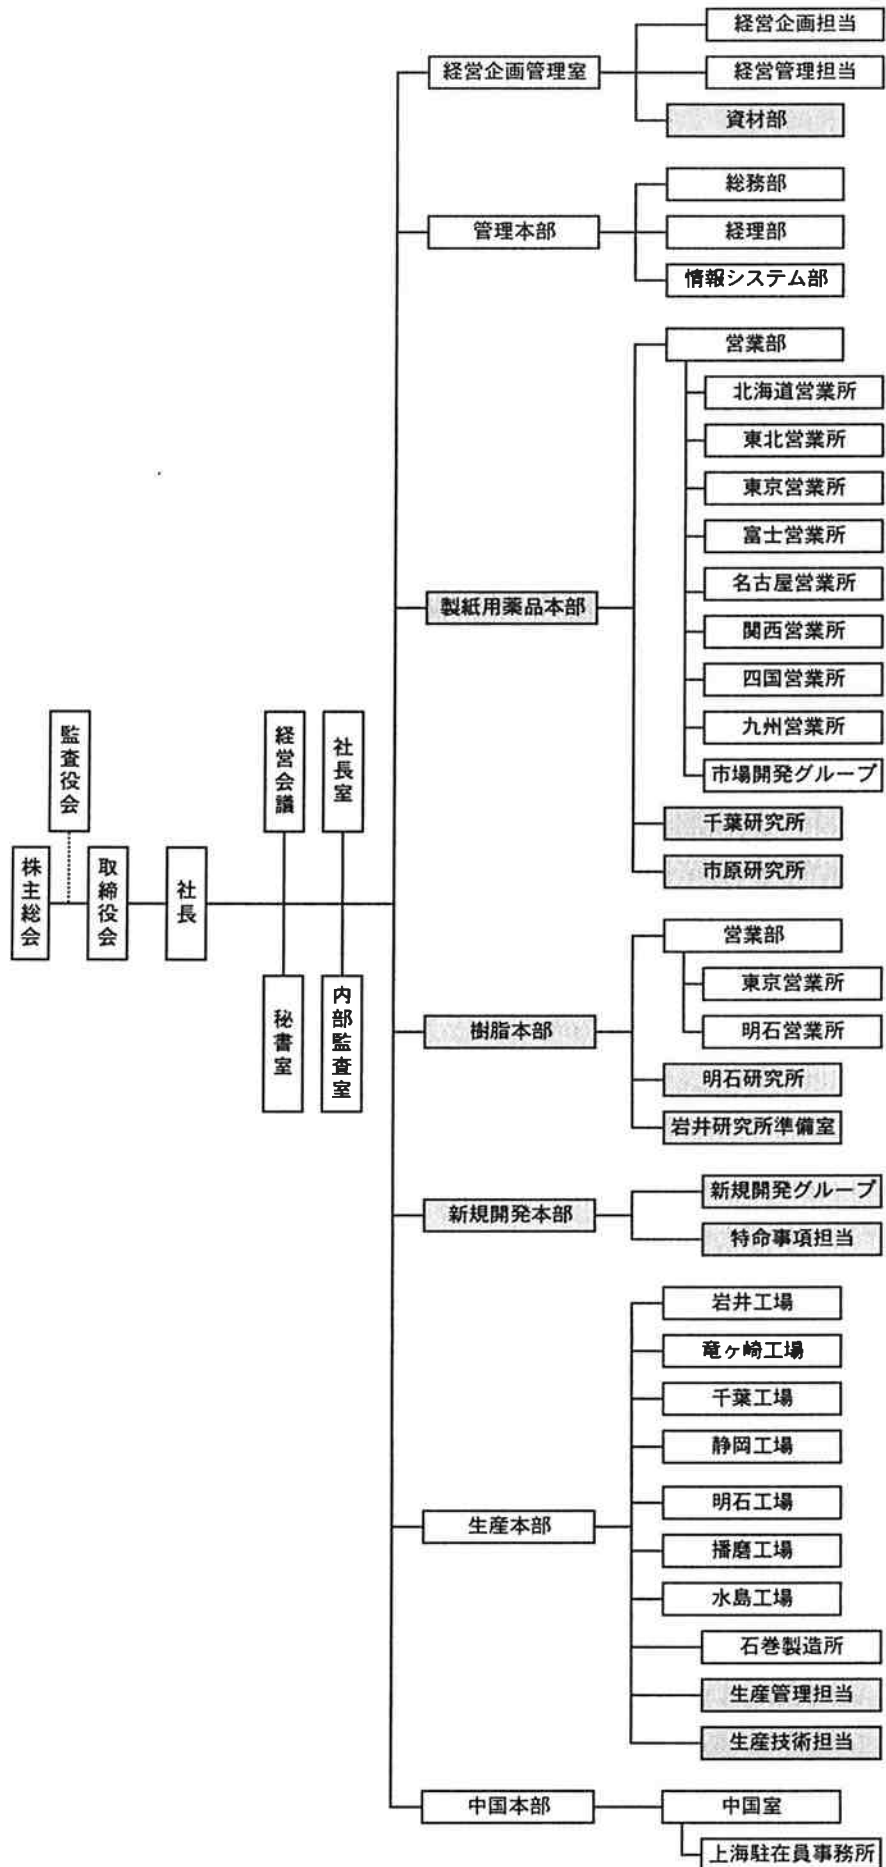 経営企画担当
経営企画管理室
経営管理担当
資材部
総務部
管理本部
経理部
情報システム部
営業部
北海道営業所
東北営業所
東京営業所
富士営業所
名古屋営業所
製紙用薬品本部
関西営業所
四国営業所
九州営業所
市場開発グループ
千葉研究所
市原研究所
監査役会
経営会議
社長室
株主総会
取締役会
社長
秘書室
内部監査室
営業部
東京営業所
樹脂本部
明石営業所
明石研究所
岩井研究所準備室
新規開発本部
新規開発グループ
特命事項担当
岩井工場
竜ヶ崎工場
千葉工場
静岡工場
明石工場
生産本部
播磨工場
水島工場
石巻製造所
生産管理担当
生産技術担当
中国本部
中国室
上海駐在員事務所